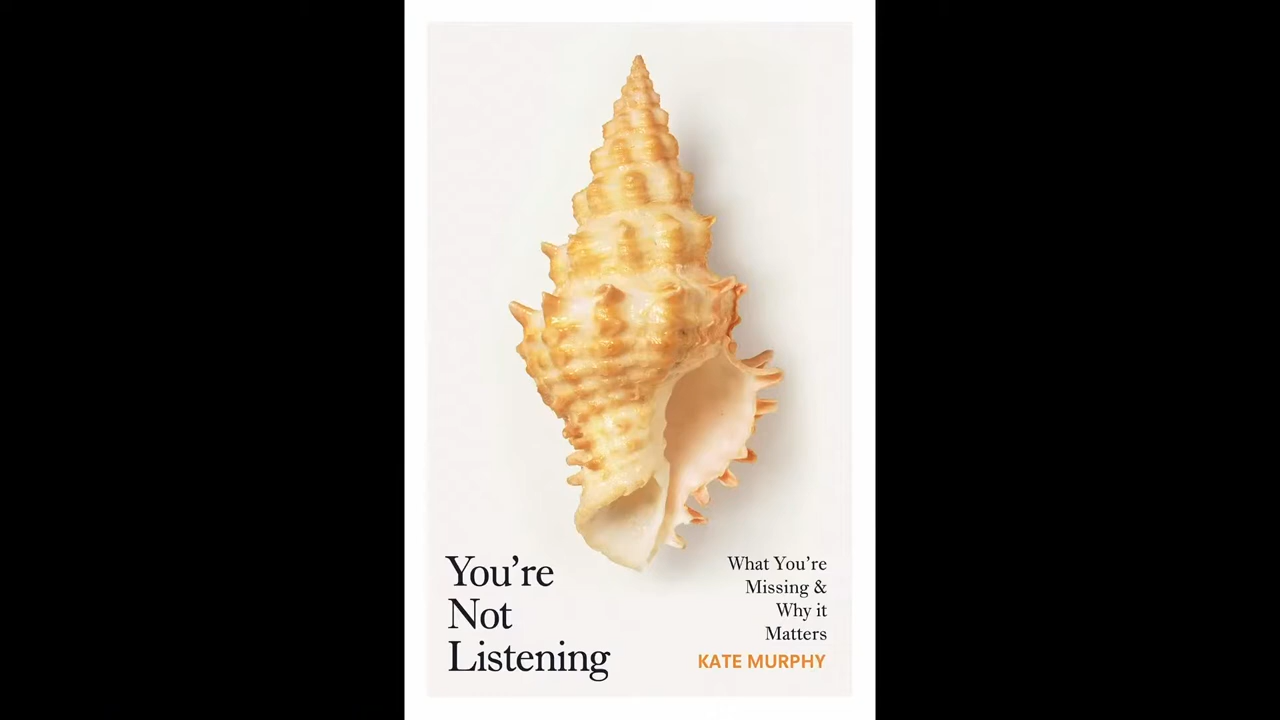 You’re
Not
Listening
What You’re
Missing &
Why it
Matters
KATE MURPHY